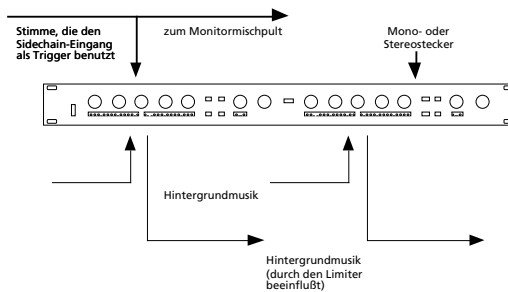 Stimme, die den
Sidechain-Eingang
als Trigger benutzt
zum Monitormischpult
Mono- oder
Stereostecker
Hintergrundmusik
Hintergrundmusik
(durch den Limiter
beeinflußt)